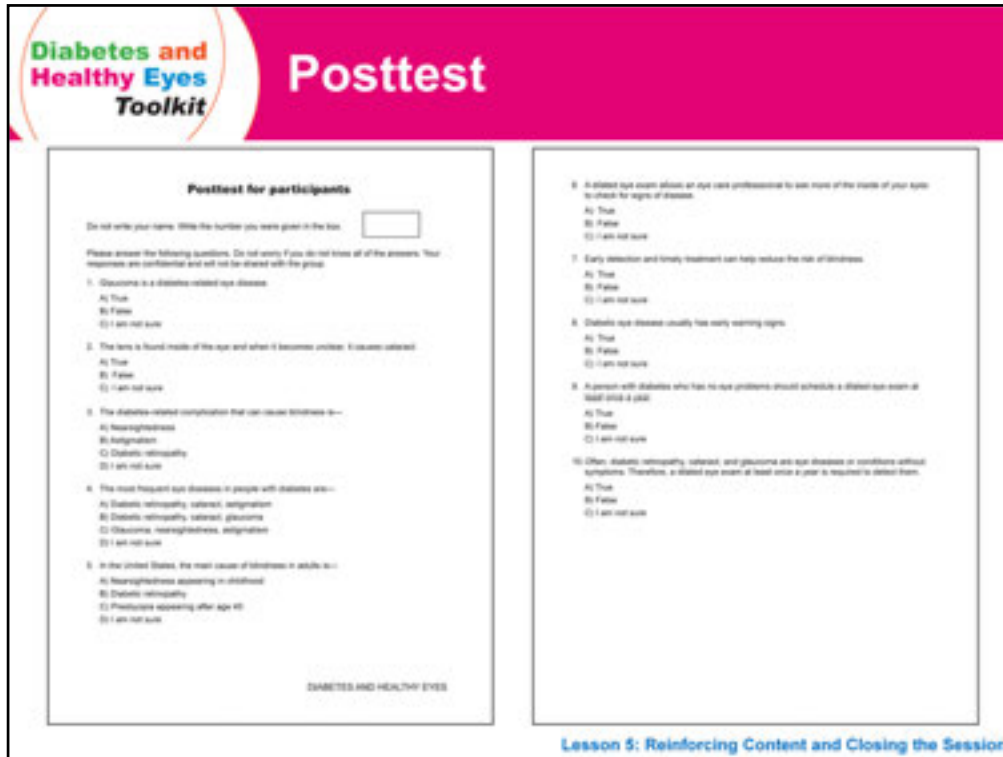 Diabetes and
Healthy Eyes
Toolkit
Posttest
Posttest for participants
Do not write your name. Write the number you were given in the box.
Please answer the following questions. Do not worry if you do not know all of the answers. Your
responses are confidential and will not be shared with the group.
1. Glaucoma is a diabetes-related eye disease.
A) True
B) False
C) I am not sure
2. The lens is found inside of the eye and when it becomes unclear, it causes cataract.
A) True
B) False
C) I am not sure
3. The diabetes-related complication that can cause blindness is—
A) Nearsightedness
B) Astigmatism
C) Diabetic retinopathy
D) I am not sure
4. The most frequent eye diseases in people with diabetes are—
A) Diabetic retinopathy, cataract, astigmatism
B) Diabetic retinopathy, cataract, glaucoma
C) Glaucoma, nearsightedness, astigmatism
D) I am not sure
5. In the United States, the main cause of blindness in adults is—
A) Nearsightedness appearing in childhood
B) Diabetic retinopathy
C) Presbyopia appearing after age 40
D) I am not sure
DIABETES AND HEALTHY EYES
6. A dilated eye exam allows an eye care professional to see more of the inside of your eyes
to check for signs of disease.
A) True
B) False
C) I am not sure
7. Early detection and timely treatment can help reduce the risk of blindness.
A) True
B) False
C) I am not sure
8. Diabetic eye disease usually has early warning signs.
A) True
B) False
C) I am not sure
9. A person with diabetes who has no eye problems should schedule a dilated eye exam at
least once a year.
A) True
B) False
C) I am not sure
10. Often, diabetic retinopathy, cataract, and glaucoma are eye diseases or conditions without
symptoms. Therefore, a dilated eye exam at least once a year is required to detect them.
A) True
B) False
C) I am not sure
Lesson 5: Reinforcing Content and Closing the Session